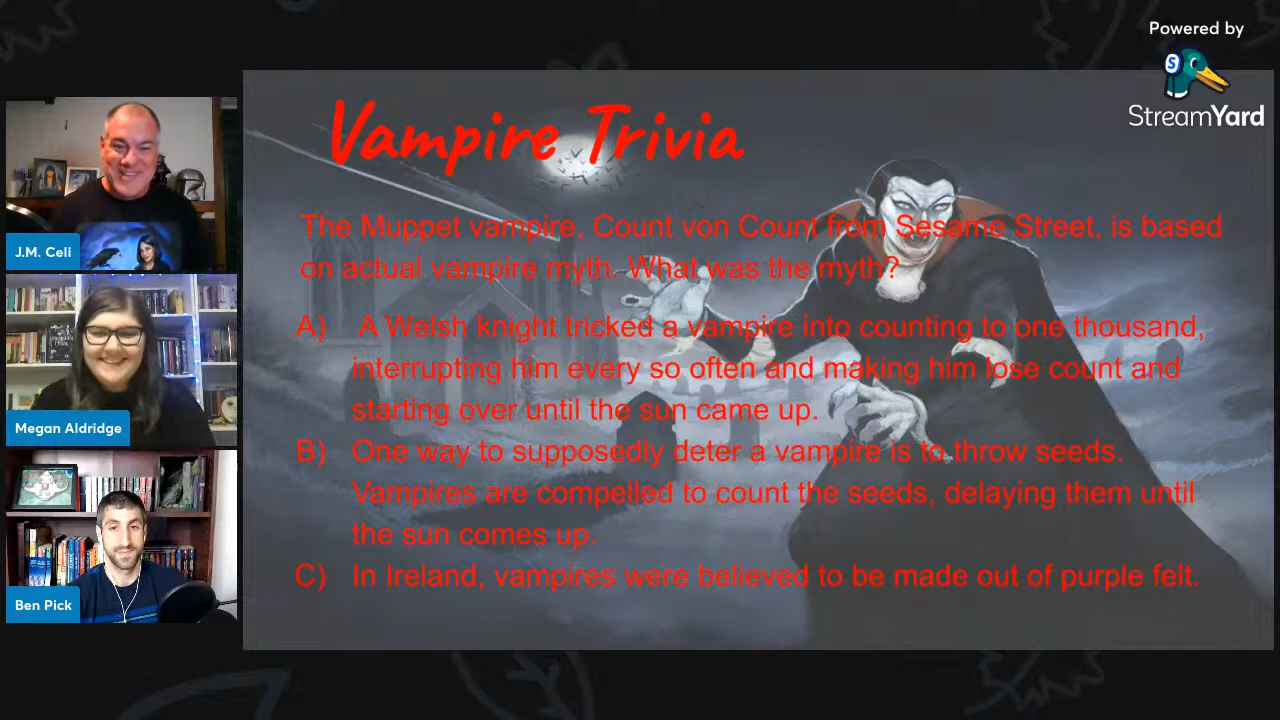 Powered by
StreamYard
Vampire Trivia
The Muppet vampire, Count von Count from Sesame Street, is based
on actual vampire myth. What was the myth?
A) A Welsh knight tricked a vampire into counting to one thousand,
interrupting him every so often and making him lose count and
starting over until the sun came up.
B) One way to supposedly deter a vampire is to throw seeds.
Vampires are compelled to count the seeds, delaying them until
the sun comes up.
C) In Ireland, vampires were believed to be made out of purple felt.
J.M. Celi
Megan Aldridge
Ben Pick